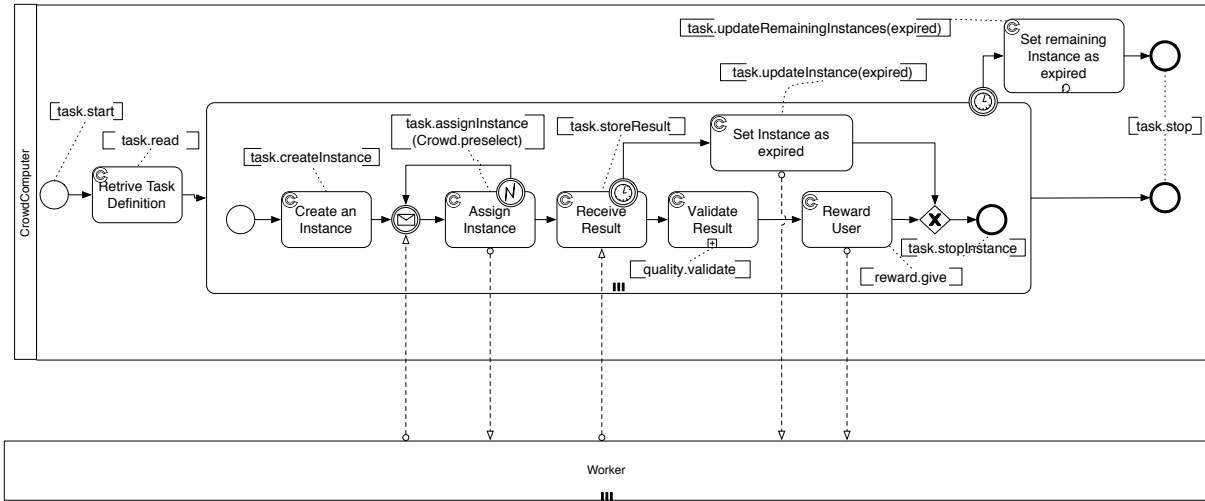 CrowdComputer
task.updateRemainingInstances(expired)
Set remaining
Instance as
expired
task.updateInstance(expired)
task.start
task.read
task.createInstance
task.assignInstance
(Crowd.preselect)
task.storeResult
Set Instance as
expired
task.stop
Retrive Task
Definition
Create an
Instance
Assign
Instance
Receive
Result
Validate
Result
Reward
User
X
task.stopInstance
quality.validate
reward.give
Worker